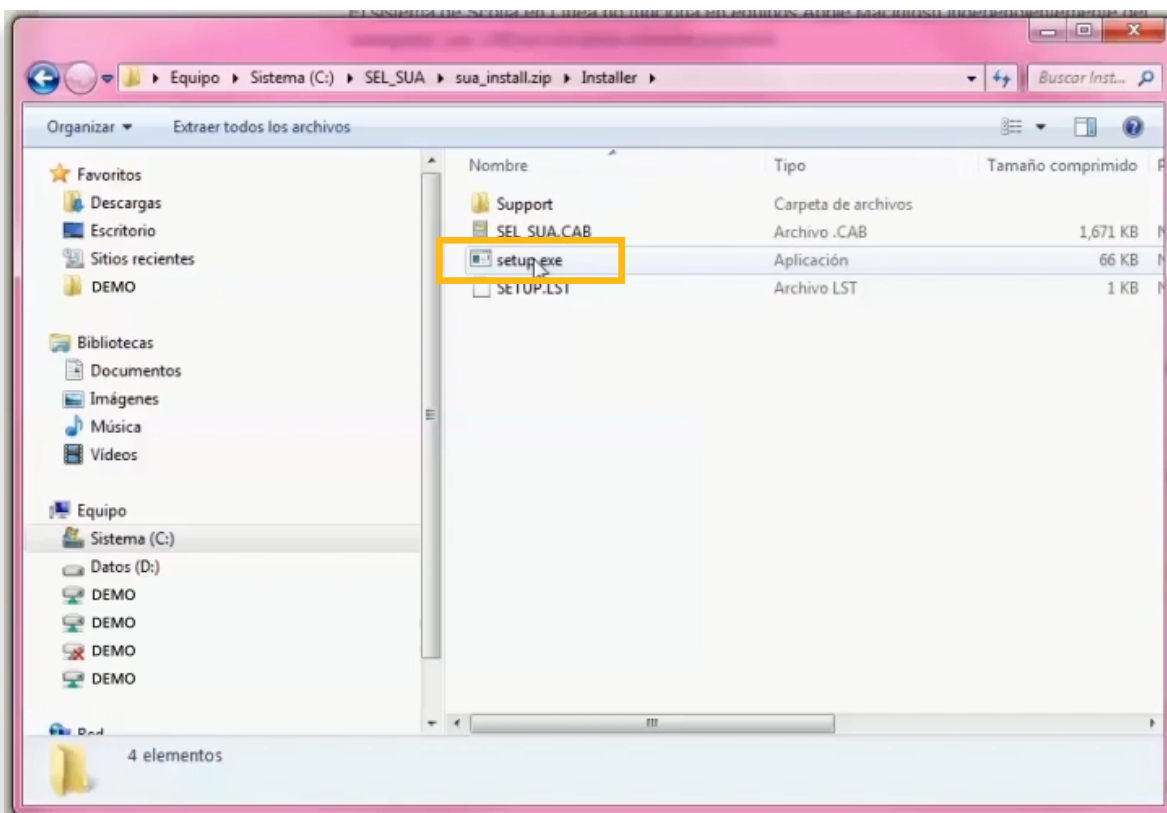 Equipo ▸ Sistema (C:) ▸ SEL_SUA ▸ sua_install.zip ▸ Installer ▸
Buscar Inst...
Organizar Extraer todos los archivos
Favoritos
Descargas
Escritorio
Sitios recientes
DEMO
Bibliotecas
Documentos
Imágenes
Música
Vídeos
Equipo
Sistema (C:)
Datos (D:)
DEMO
DEMO
DEMO
DEMO
Red
Nombre Tipo Tamaño comprimido
Support Carpeta de archivos
SEL_SUA.CAB Archivo .CAB 1,671 KB
setup.exe Aplicación 66 KB
SETUP.LST Archivo LST 1 KB
4 elementos